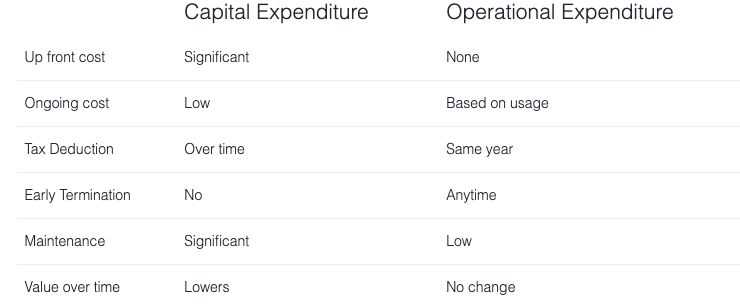 Capital Expenditure Operational Expenditure
Up front cost Significant None
Ongoing cost Low Based on usage
Tax Deduction Over time Same year
Early Termination No Anytime
Maintenance Significant Low
Value over time Lowers No change